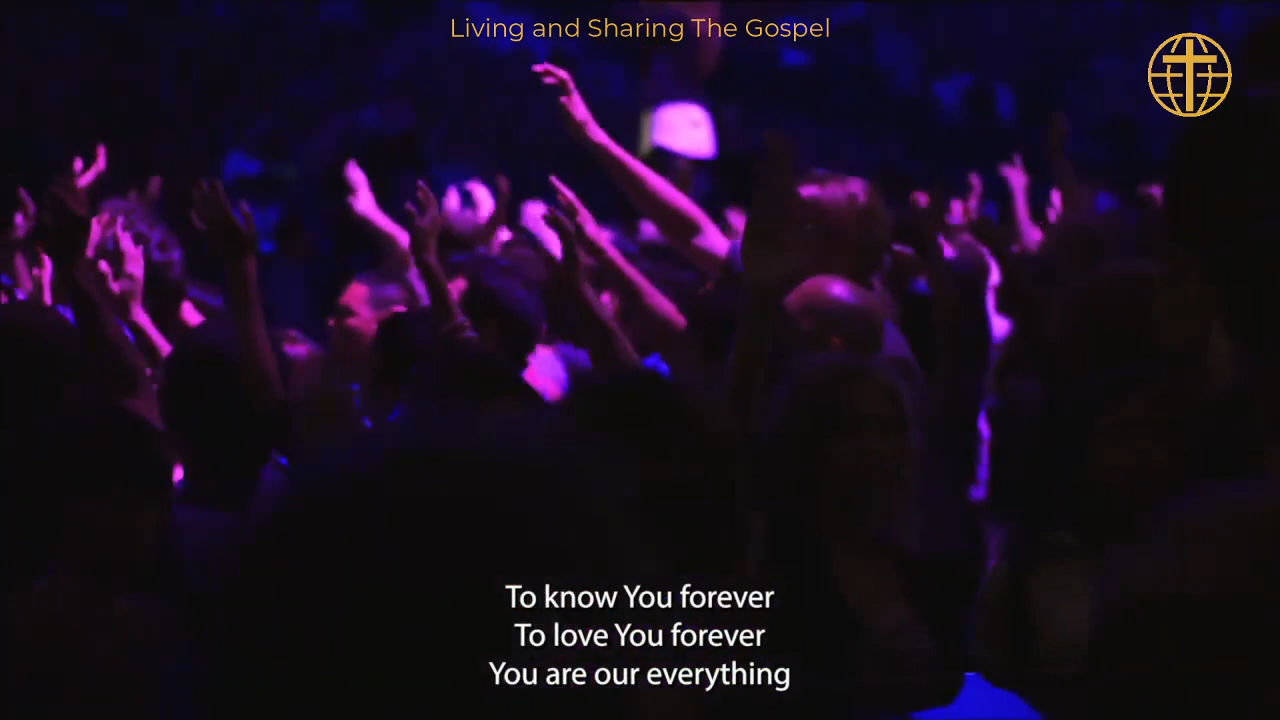 Living and Sharing The Gospel
To know You forever
To love You forever
You are our everything